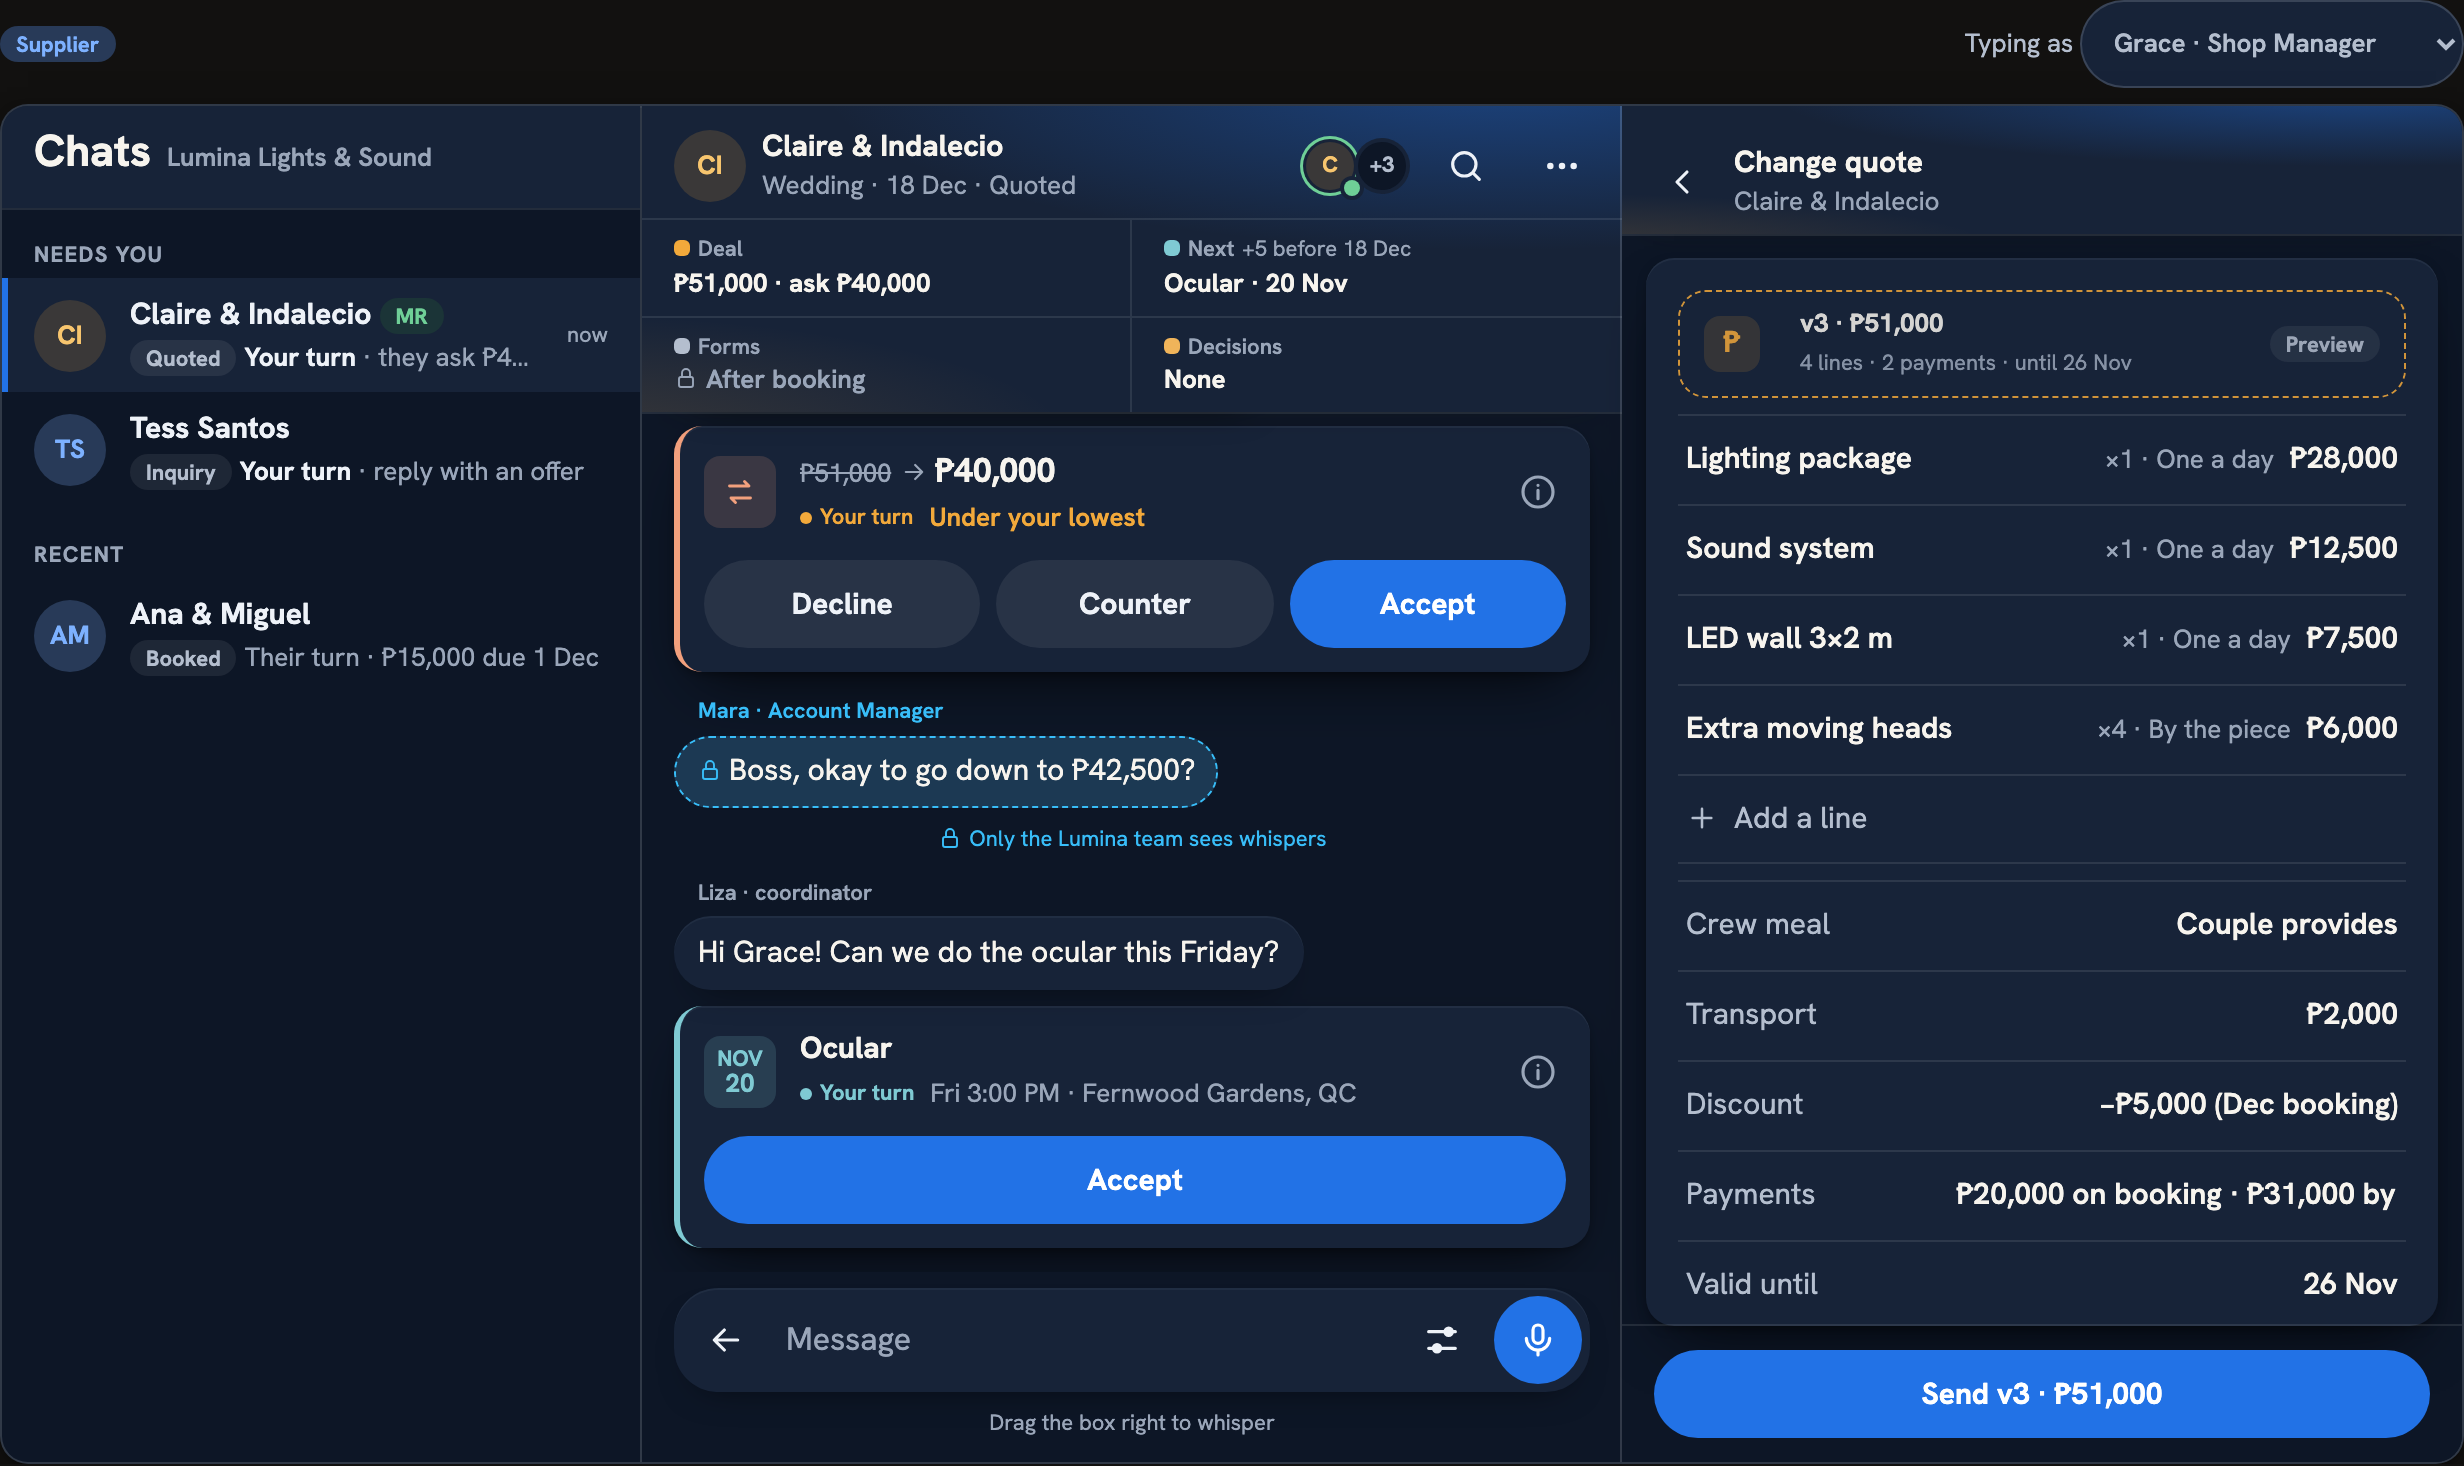 Supplier
Typing as Grace · Shop Manager
Chats Lumina Lights & Sound
NEEDS YOU
CI Claire & Indalecio MR
Quoted Your turn · they ask ₱4... now
TS Tess Santos
Inquiry Your turn · reply with an offer
RECENT
AM Ana & Miguel
Booked Their turn · ₱15,000 due 1 Dec
CI Claire & Indalecio
Wedding · 18 Dec · Quoted
C +3
Deal
₱51,000 · ask ₱40,000
Next +5 before 18 Dec
Ocular · 20 Nov
Forms
After booking
Decisions
None
₱51,000 → ₱40,000
Your turn Under your lowest
Decline Counter Accept
Mara · Account Manager
Boss, okay to go down to ₱42,500?
Only the Lumina team sees whispers
Liza · coordinator
Hi Grace! Can we do the ocular this Friday?
NOV 20
Ocular
Your turn Fri 3:00 PM · Fernwood Gardens, QC
Accept
Message
Drag the box right to whisper
Change quote
Claire & Indalecio
₱ v3 · ₱51,000
4 lines · 2 payments · until 26 Nov
Preview
Lighting package ×1 · One a day ₱28,000
Sound system ×1 · One a day ₱12,500
LED wall 3×2 m ×1 · One a day ₱7,500
Extra moving heads ×4 · By the piece ₱6,000
+ Add a line
Crew meal Couple provides
Transport ₱2,000
Discount −₱5,000 (Dec booking)
Payments ₱20,000 on booking · ₱31,000 by
Valid until 26 Nov
Send v3 · ₱51,000